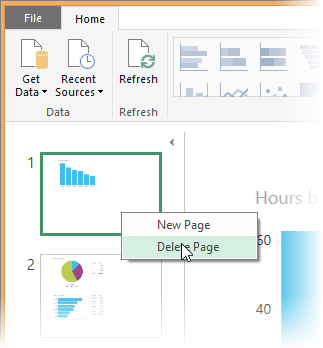 File Home
Get
Data
Recent
Sources
Refresh
Data
Refresh
1
New Page
Delete Page
2
Hours b
60
40